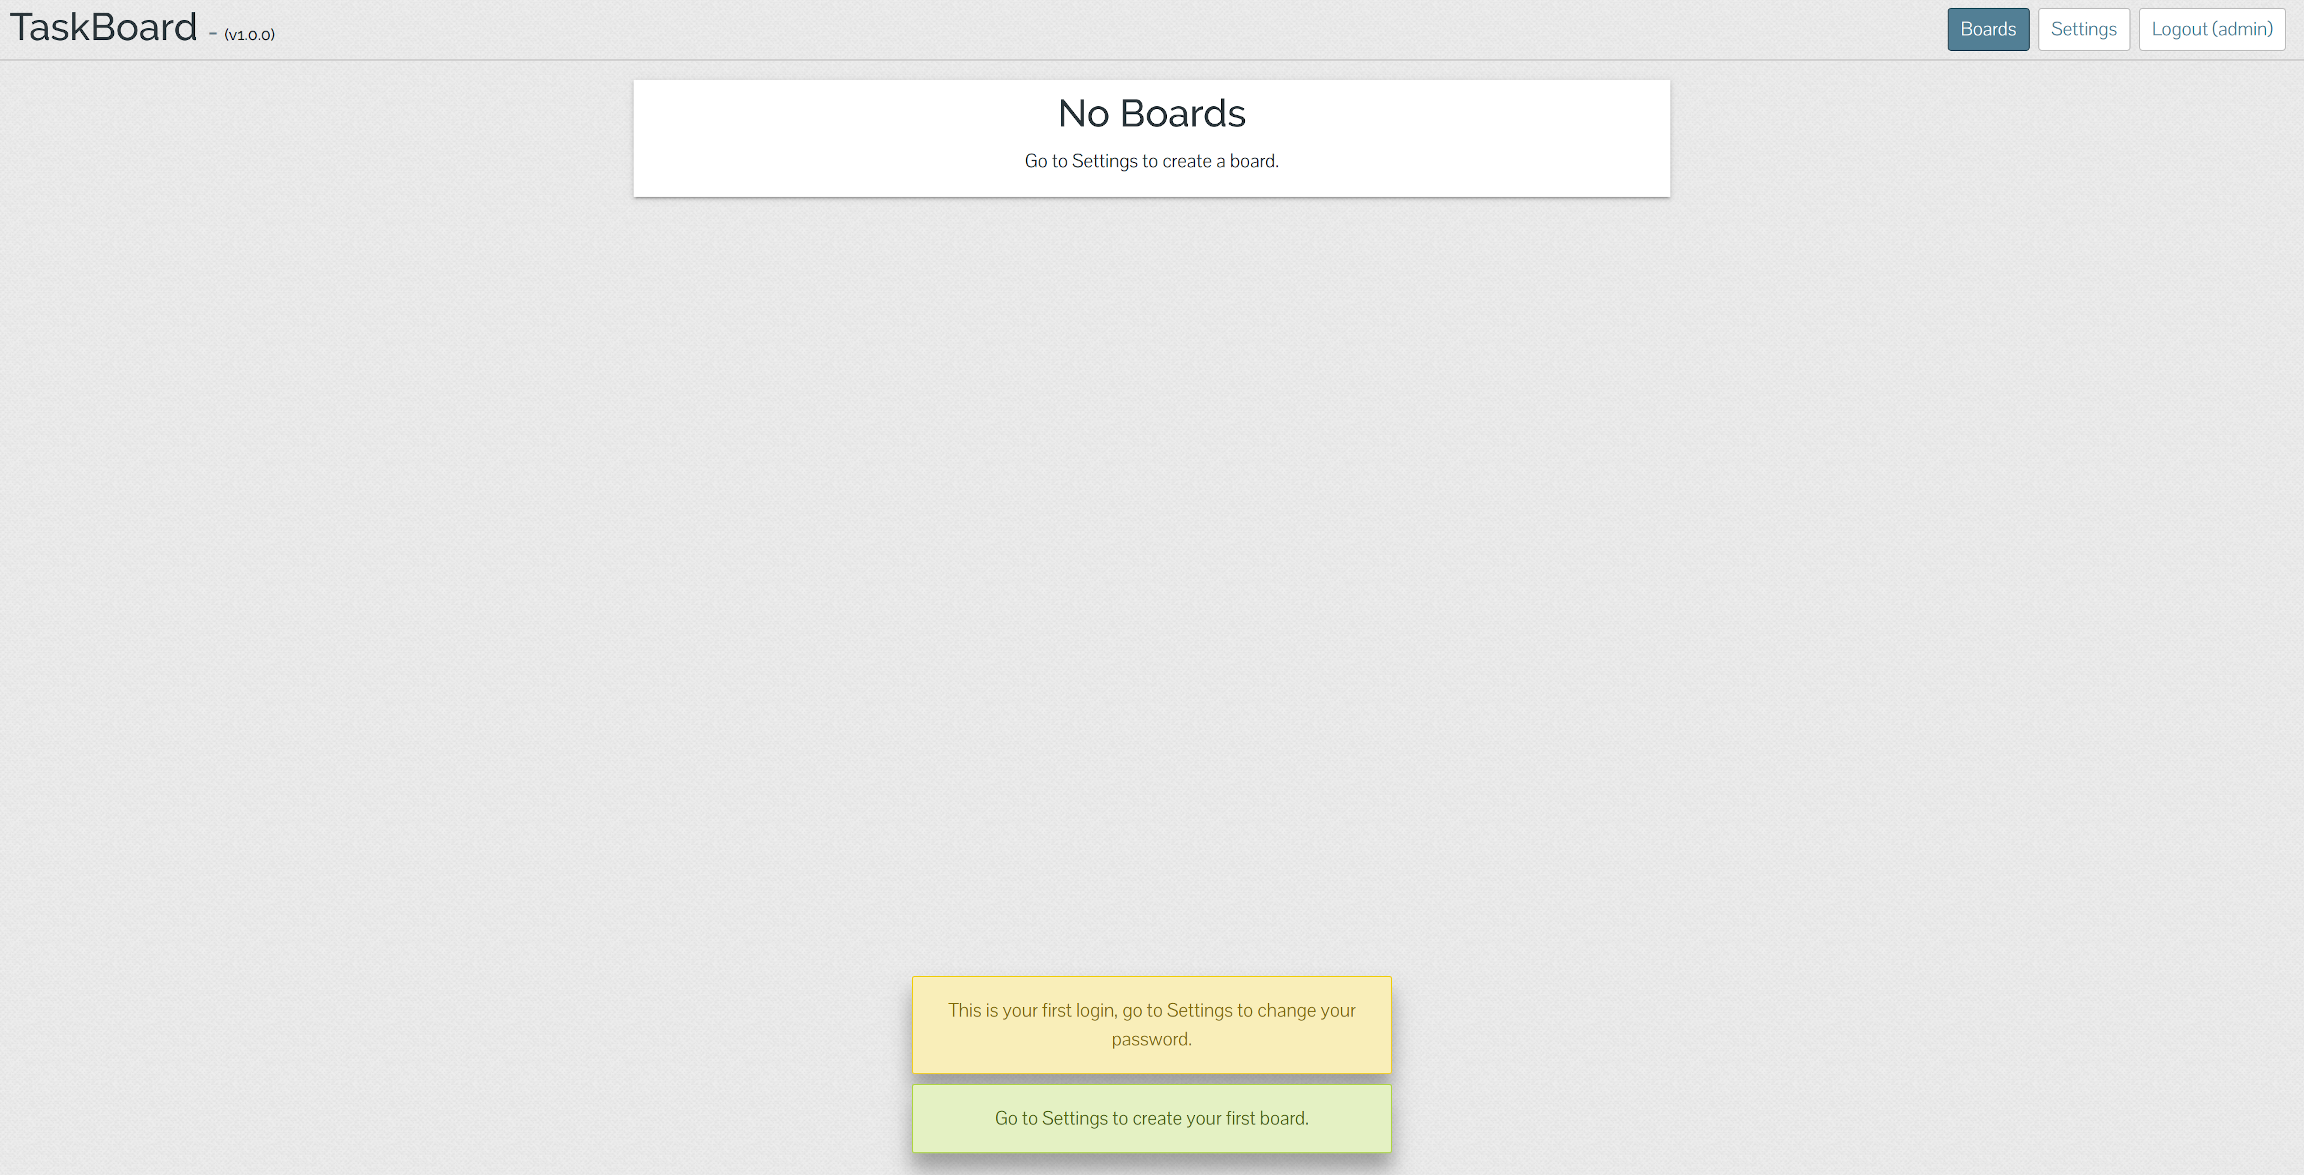 TaskBoard - (v1.0.0)
Boards
Settings
Logout (admin)
No Boards
Go to Settings to create a board.
This is your first login, go to Settings to change your
password.
Go to Settings to create your first board.